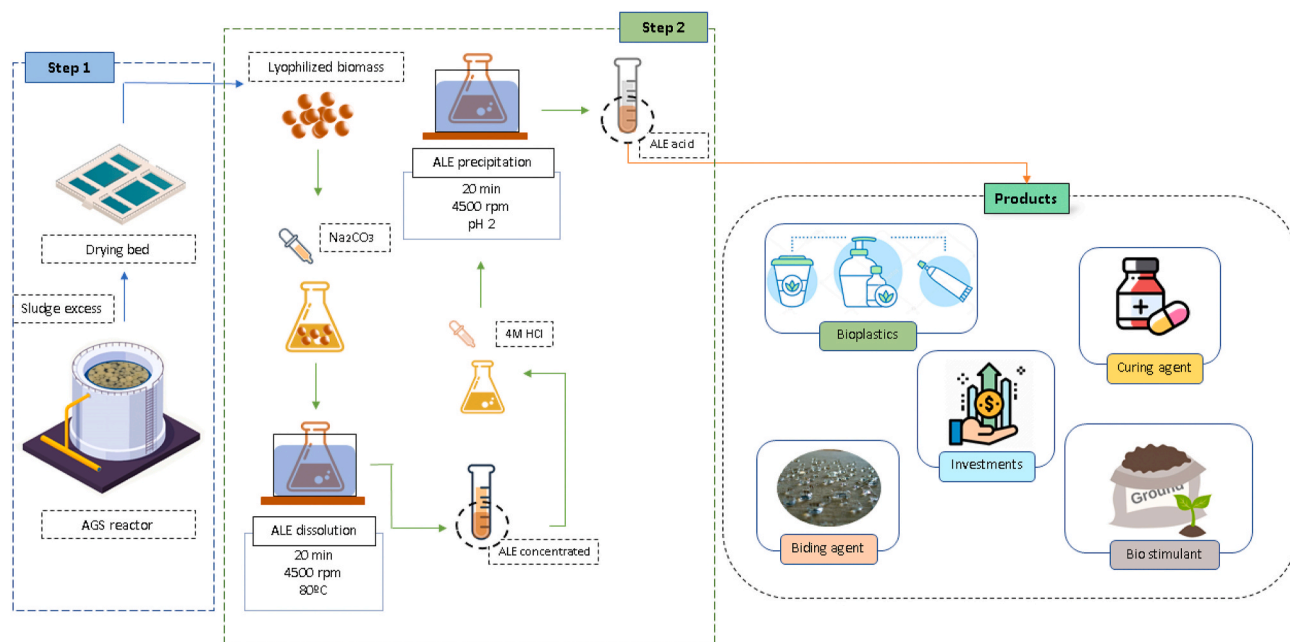 Step 1
Drying bed
Sludge excess
AGS reactor
Step 2
Lyophilized biomass
Na₂CO₃
ALE dissolution
20 min
4500 rpm
80ºC
ALE concentrated
4M HCl
ALE precipitation
20 min
4500 rpm
pH 2
ALE acid
Products
Bioplastics
Curing agent
Investments
Biding agent
Ground
Bio stimulant